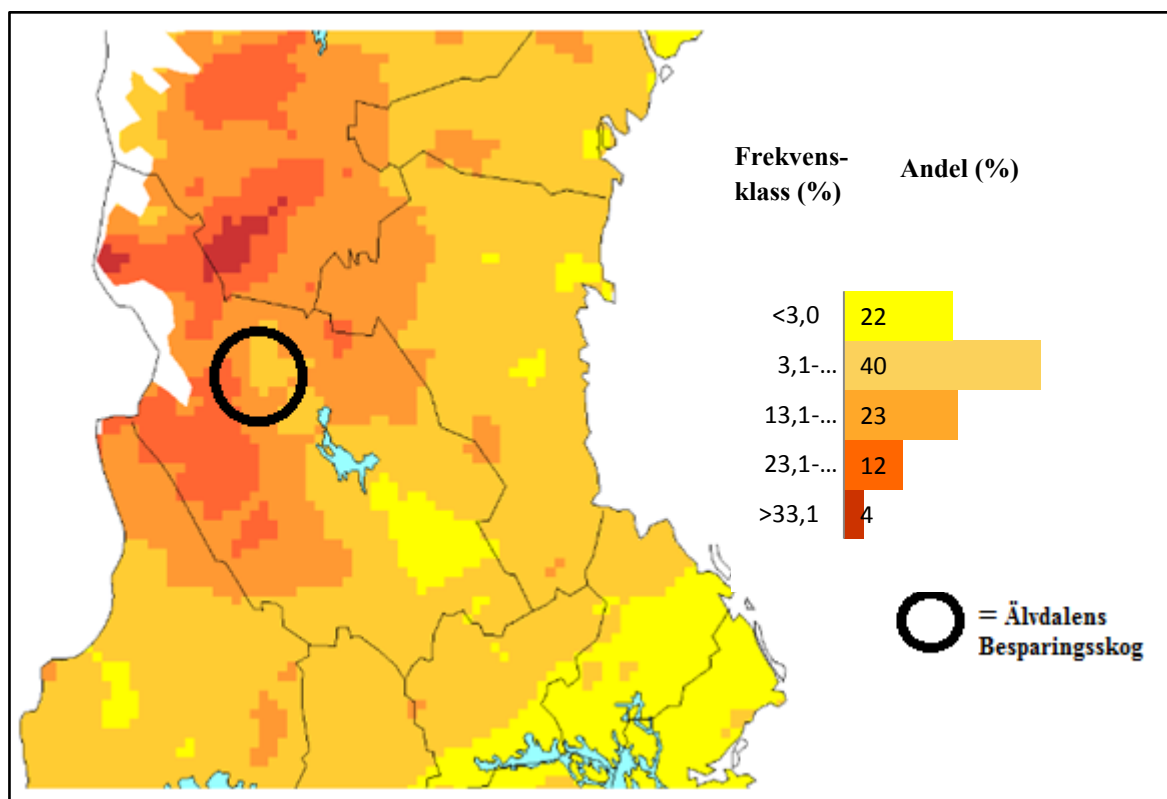 Frekvens-
klass (%)
Andel (%)
<3,0 22
3,1-... 40
13,1-... 23
23,1-... 12
>33,1 4
= Älvdalens
Besparingsskog